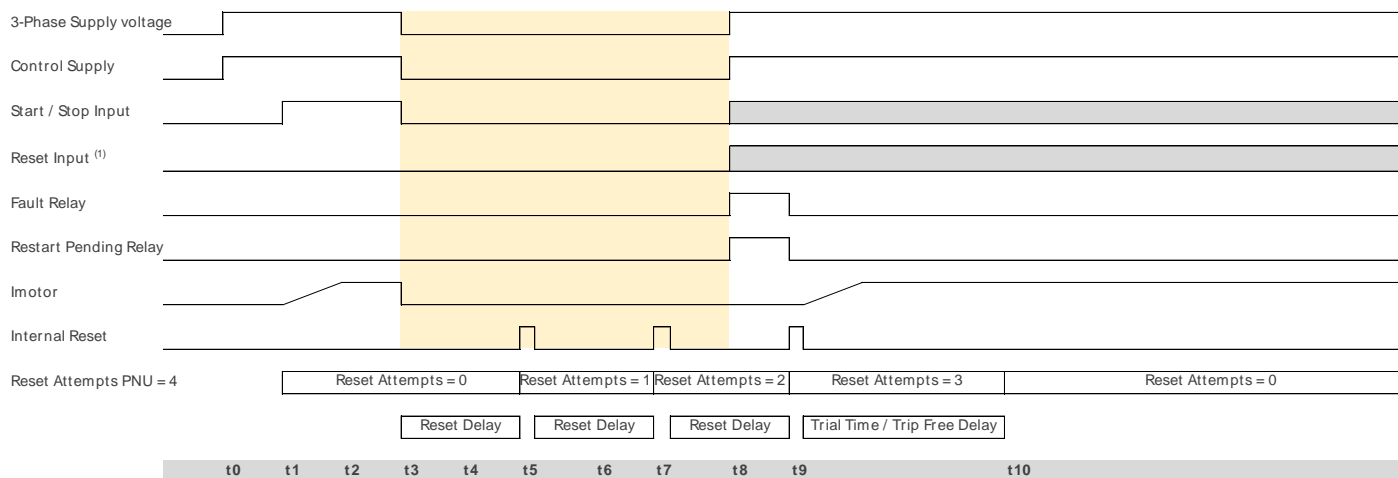 3-Phase Supply voltage
Control Supply
Start / Stop Input
Reset Input (1)
Fault Relay
Restart Pending Relay
Imotor
Internal Reset
Reset Attempts PNU = 4 Reset Attempts = 0 Reset Attempts = 1 Reset Attempts = 2 Reset Attempts = 3 Reset Attempts = 0
Reset Delay Reset Delay Reset Delay Trial Time / Trip Free Delay
t0 t1 t2 t3 t4 t5 t6 t7 t8 t9 t10